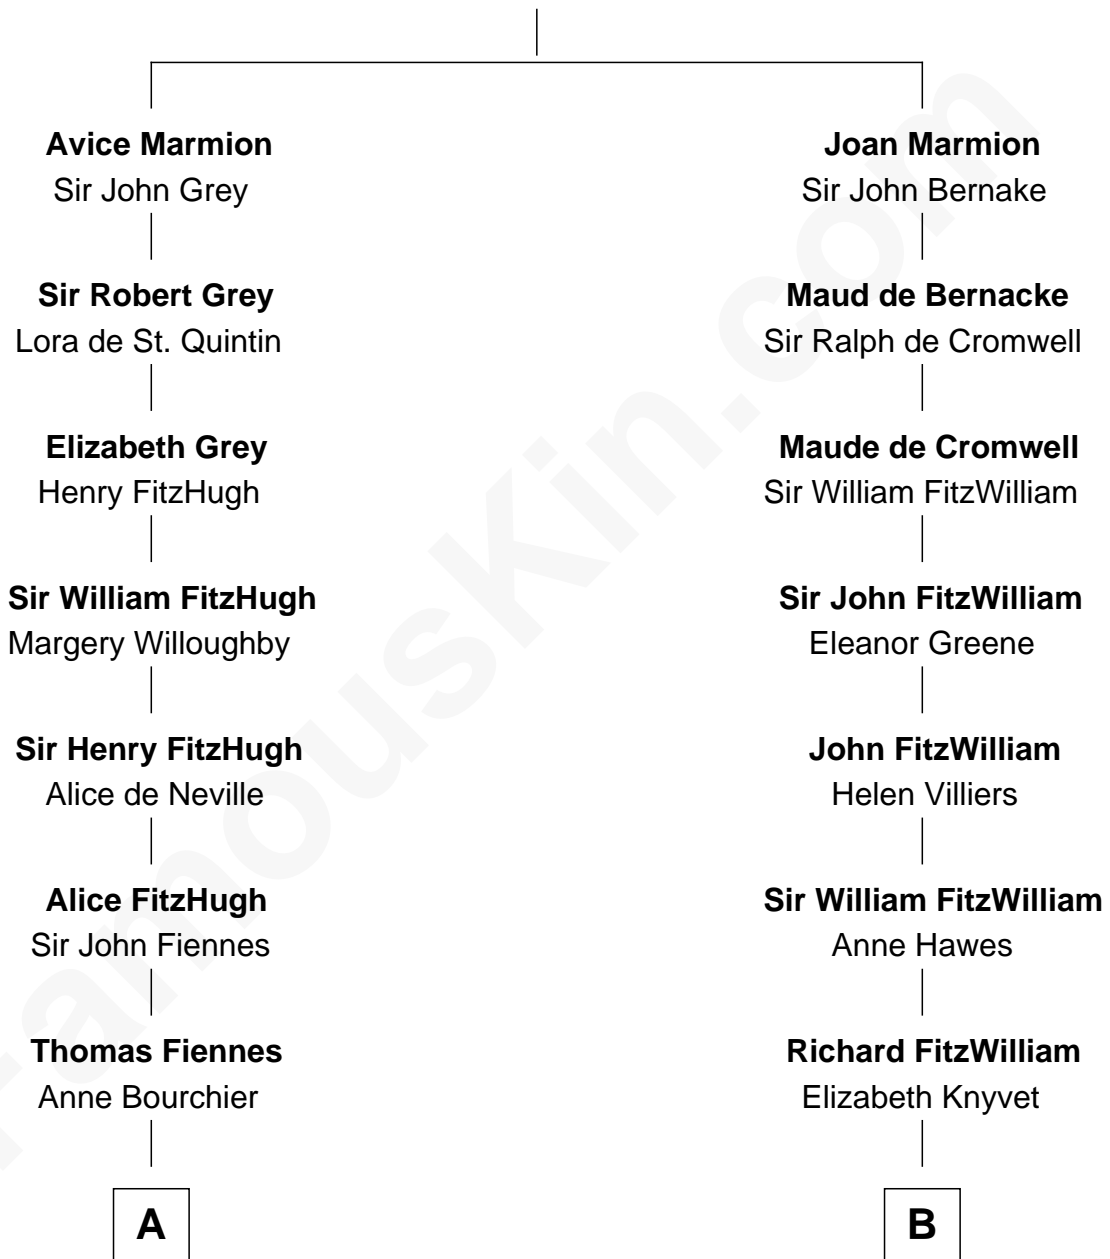 Avice Marmion
Sir John Grey
Sir Robert Grey
Lora de St. Quintin
Elizabeth Grey
Henry FitzHugh
Sir William FitzHugh
Margery Willoughby
Sir Henry FitzHugh
Alice de Neville
Alice FitzHugh
Sir John Fiennes
Thomas Fiennes
Anne Bourchier
A
Joan Marmion
Sir John Bernake
Maud de Bernacke
Sir Ralph de Cromwell
Maude de Cromwell
Sir William FitzWilliam
Sir John FitzWilliam
Eleanor Greene
John FitzWilliam
Helen Villiers
Sir William FitzWilliam
Anne Hawes
Richard FitzWilliam
Elizabeth Knyvet
B
FamousKin.com